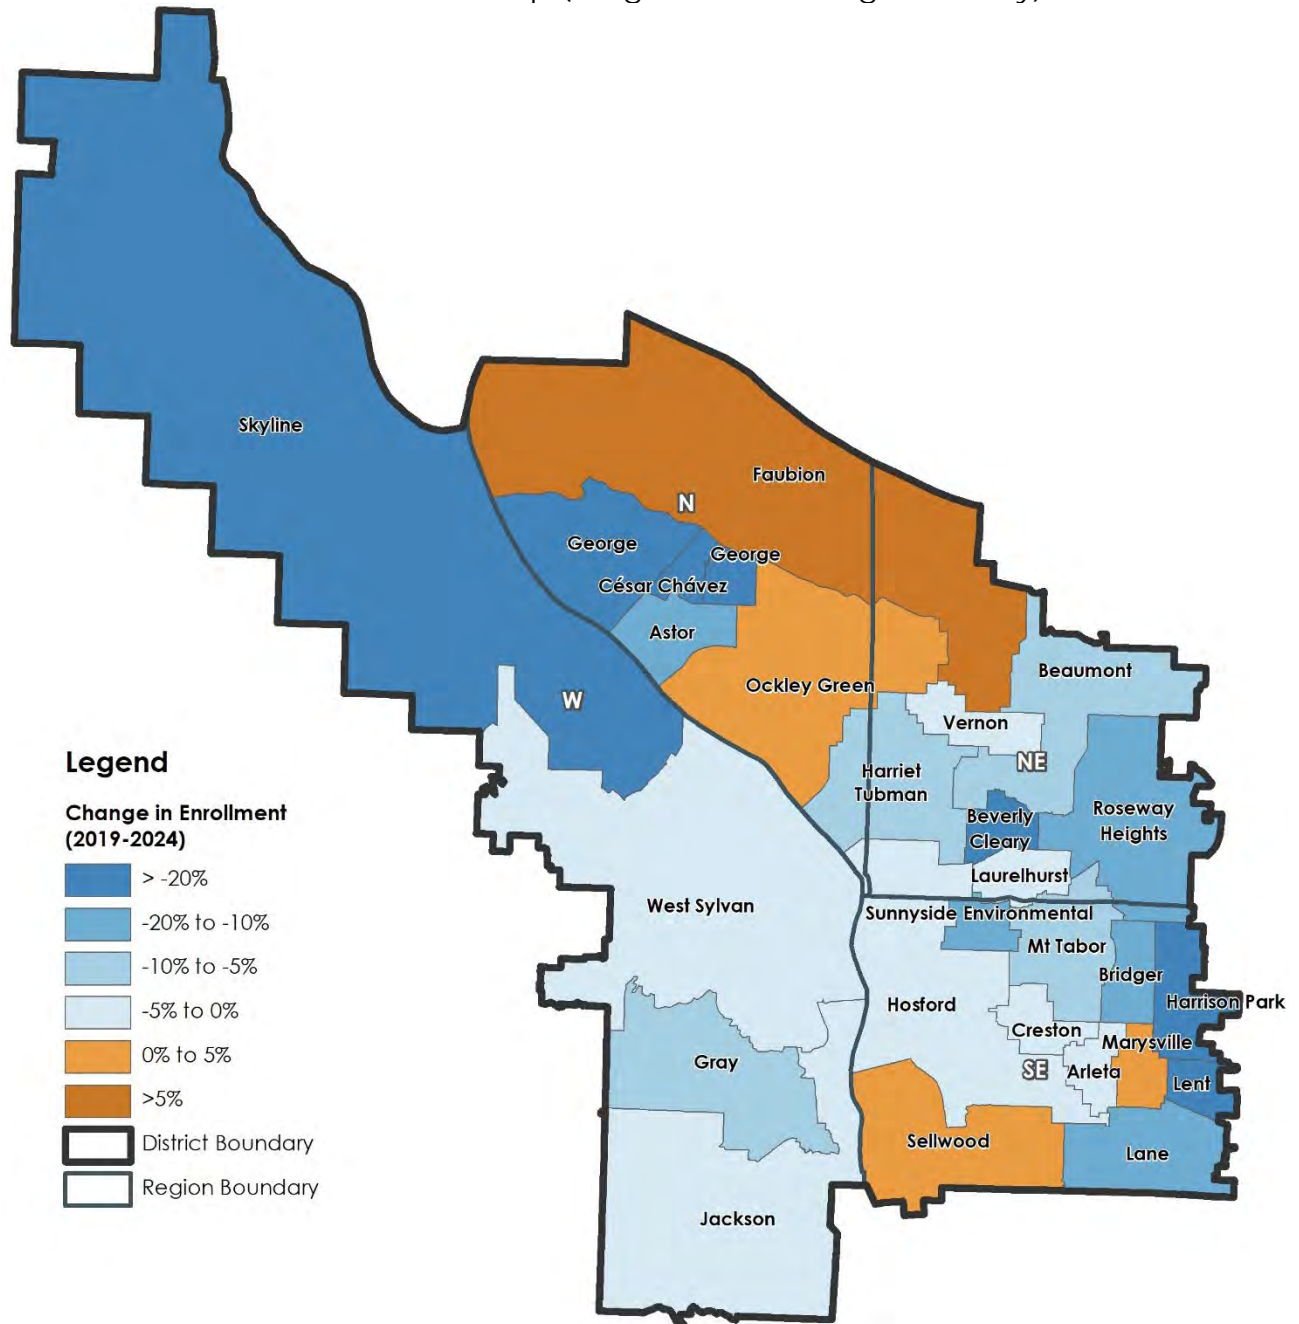 Skyline
Faubion
N
George
George
César Chávez
Astor
Beaumont
Ockley Green
W
Vernon
NE
Harriet
Tubman
Roseway
Heights
Beverly
Cleary
Laurelhurst
West Sylvan
Sunnyside Environmental
Mt Tabor
Bridger
Hosford
Harrison Park
Creston
Marysville
Gray
SE
Arleta
Lent
Sellwood
Lane
Jackson
Legend
Change in Enrollment
(2019-2024)
> -20%
-20% to -10%
-10% to -5%
-5% to 0%
0% to 5%
>5%
District Boundary
Region Boundary